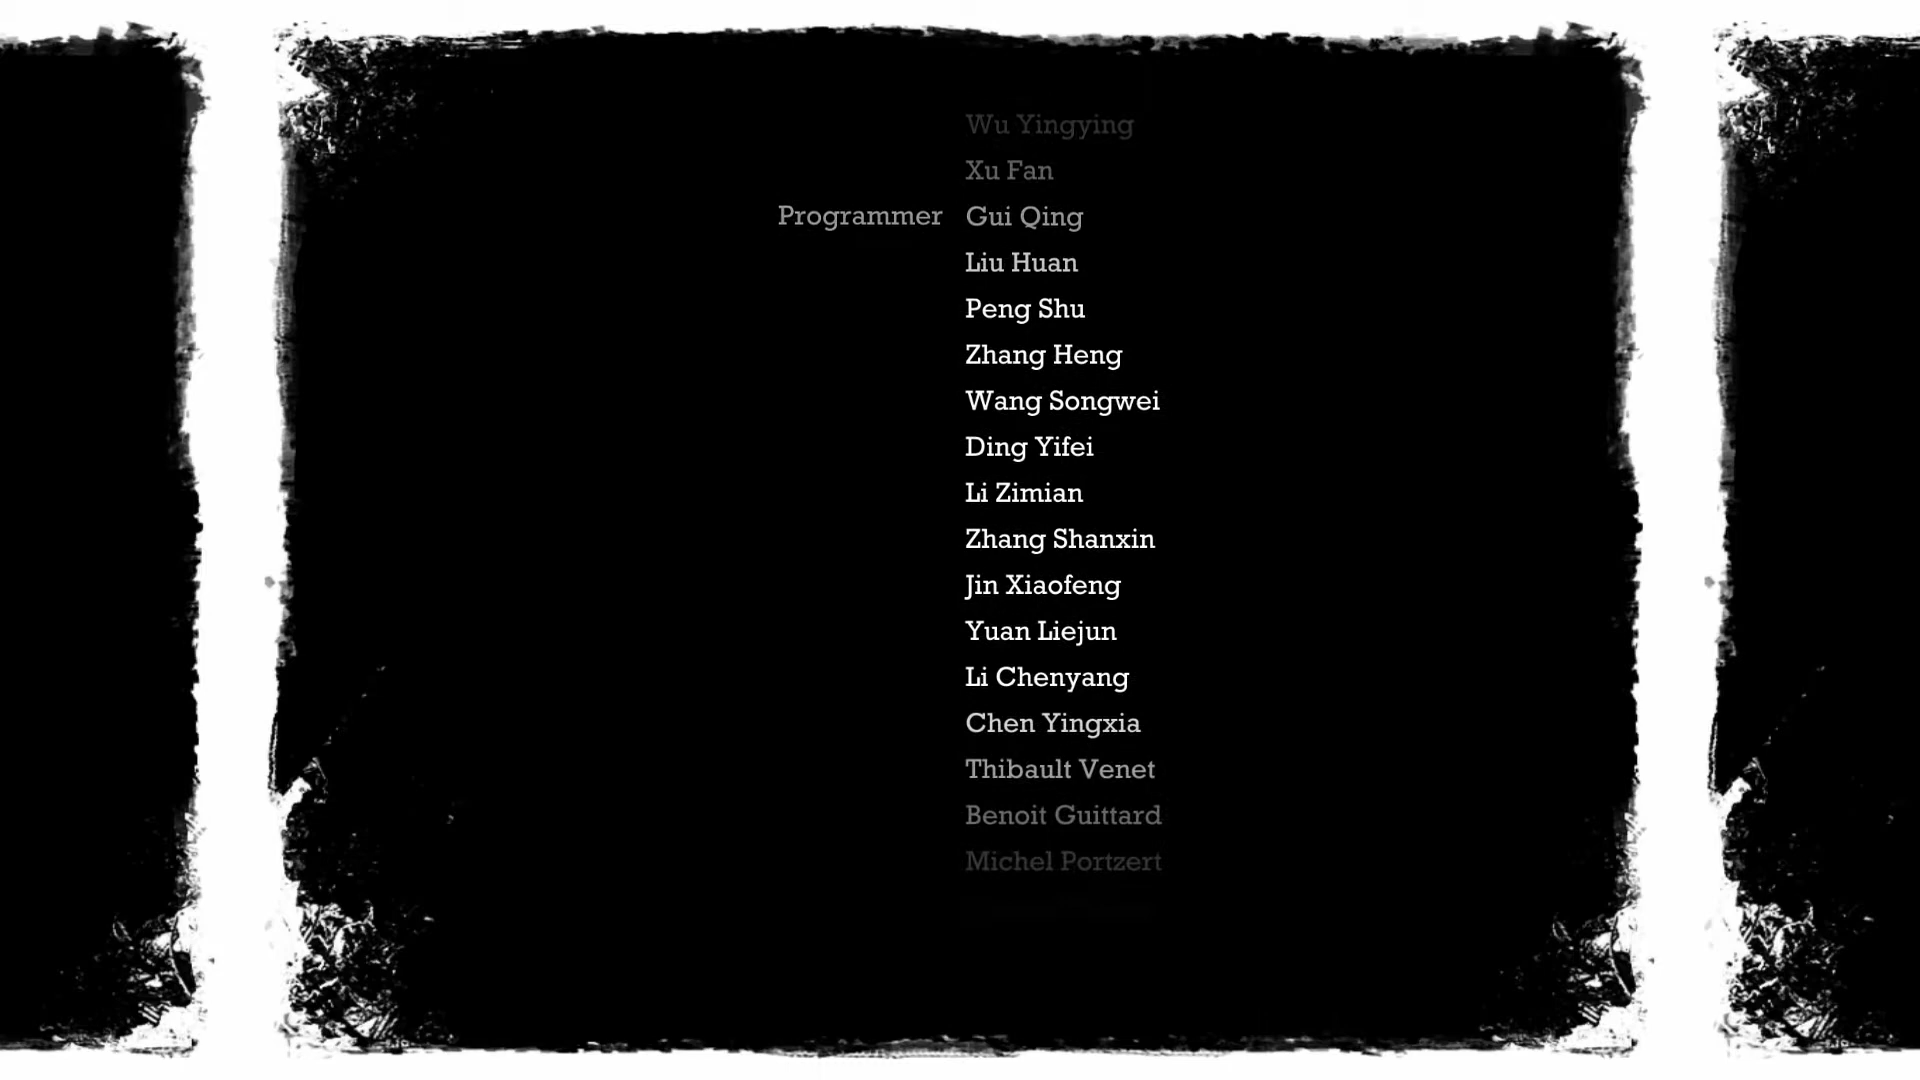 Wu Yingying
Xu Fan
Programmer Gui Qing
Liu Huan
Peng Shu
Zhang Heng
Wang Songwei
Ding Yifei
Li Zimian
Zhang Shanxin
Jin Xiaofeng
Yuan Liejun
Li Chenyang
Chen Yingxia
Thibault Venet
Benoit Guittard
Michel Portzert